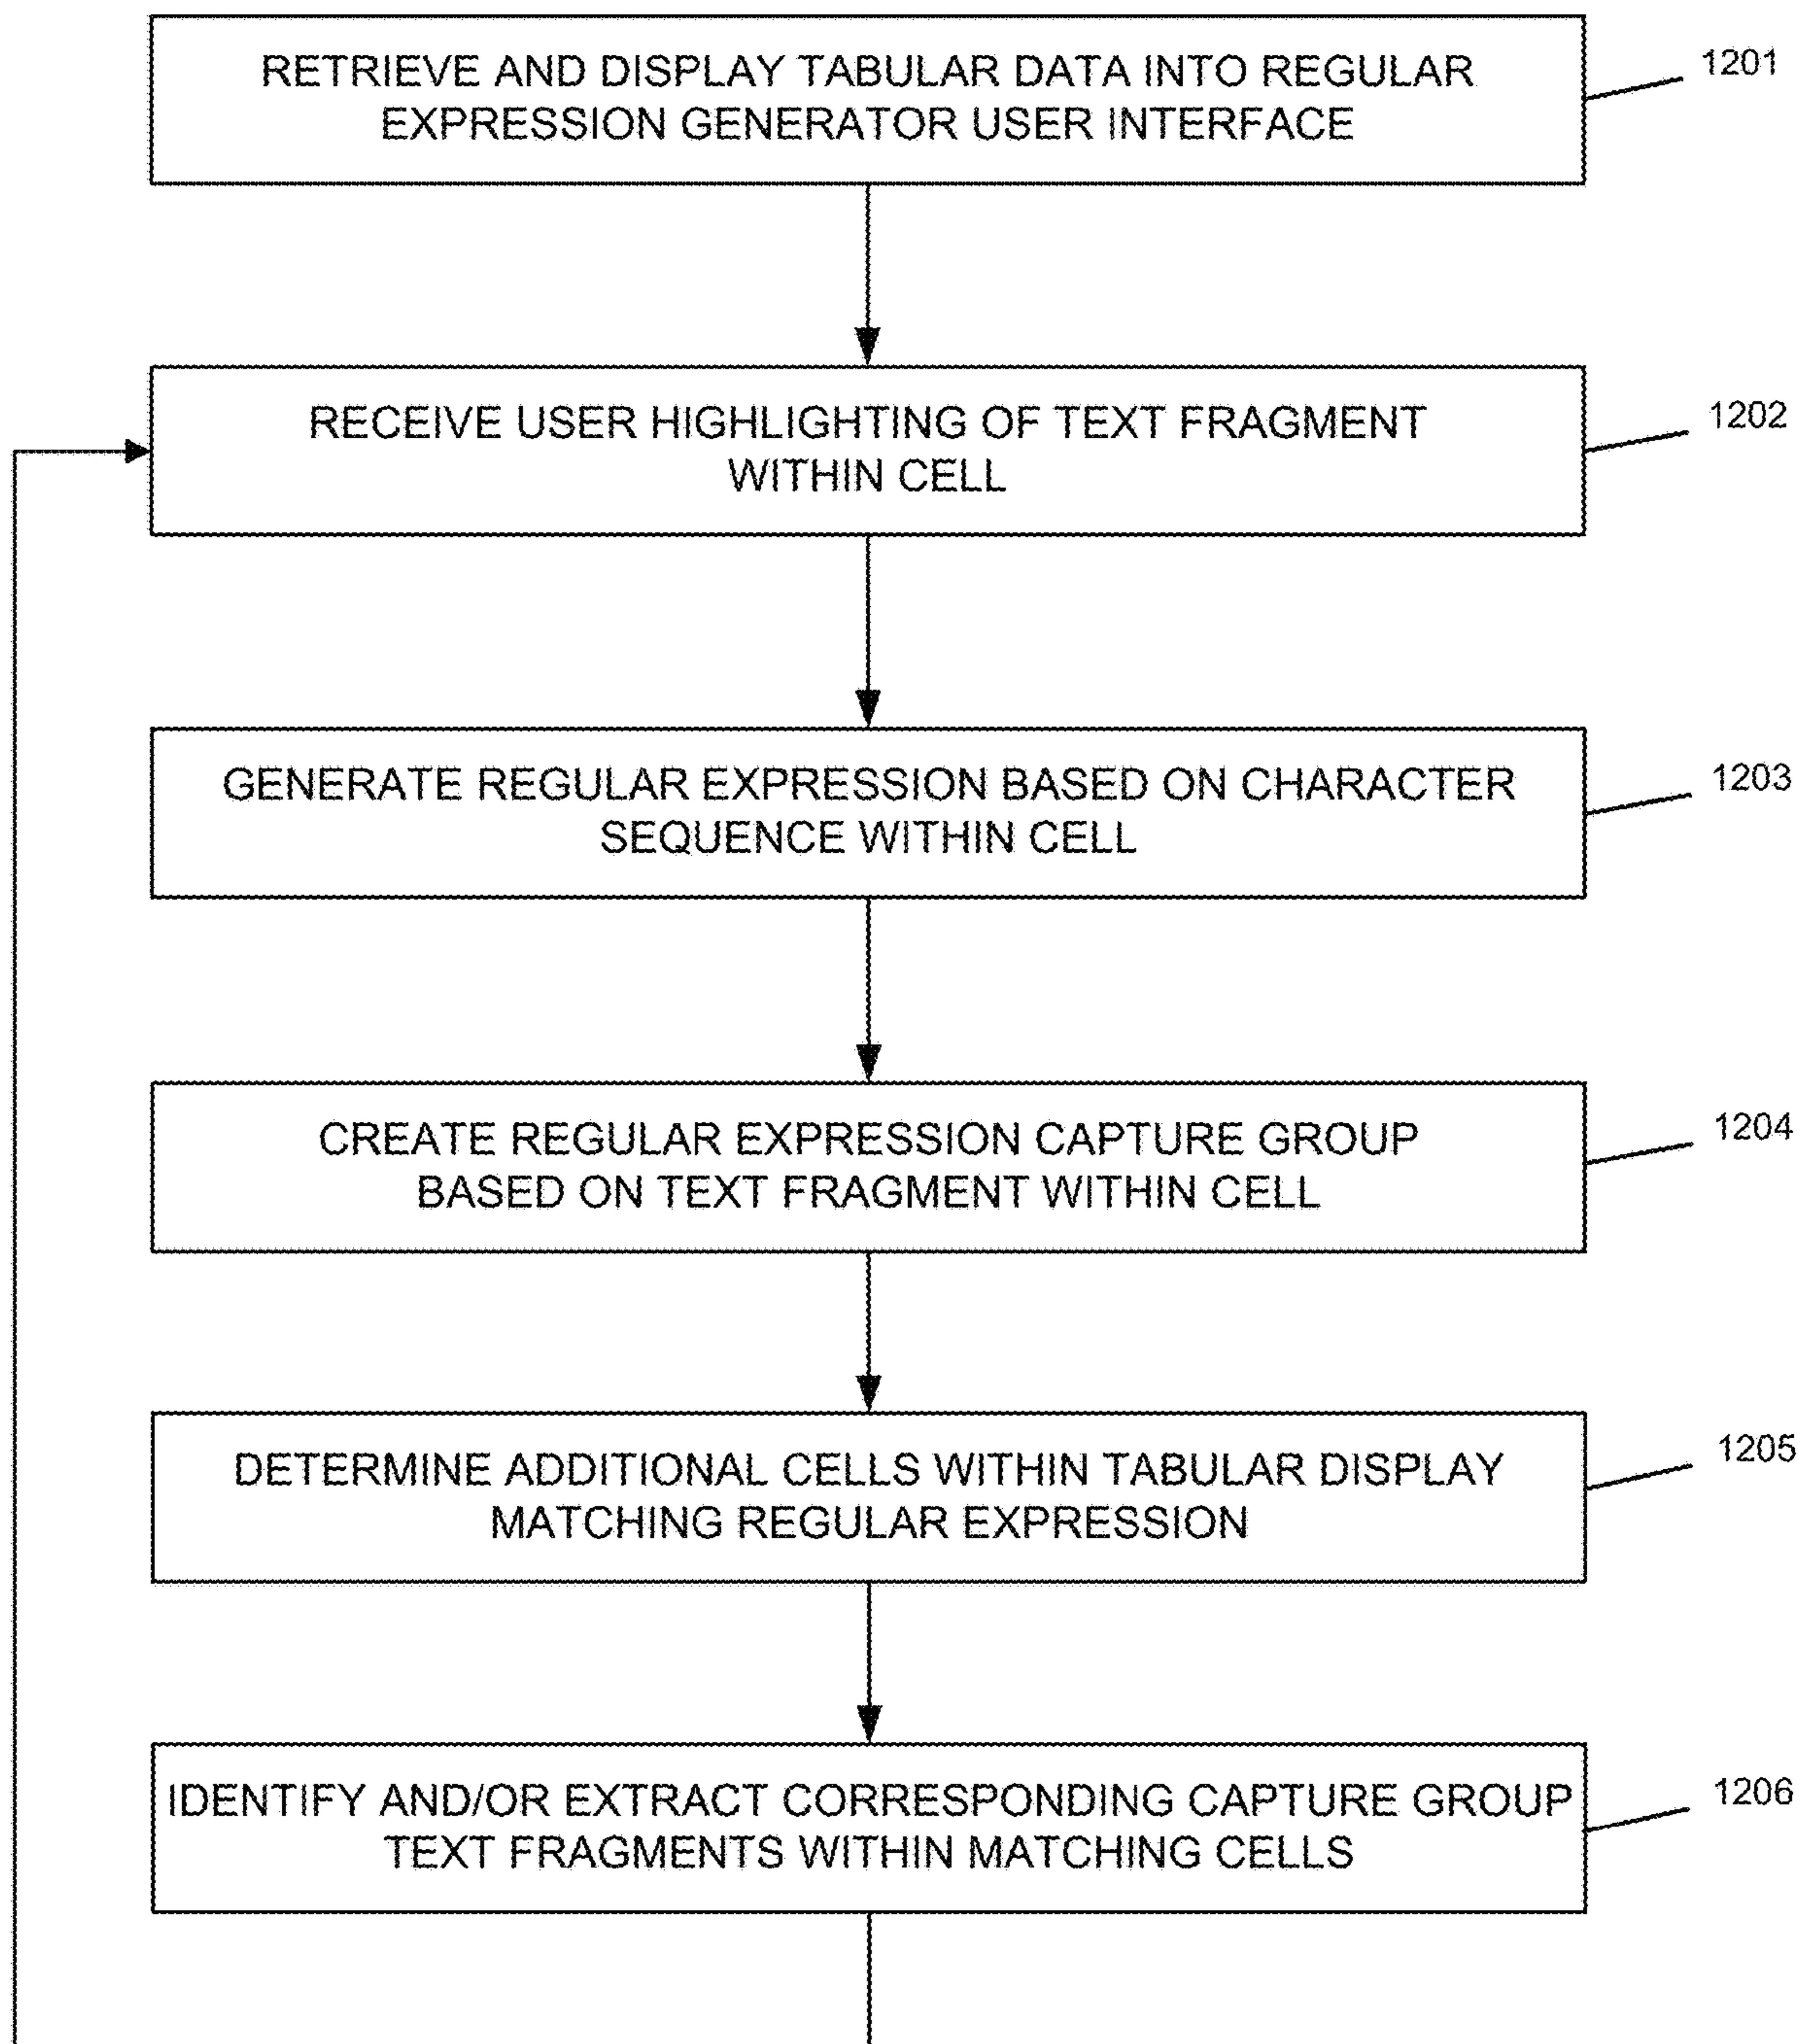 RETRIEVE AND DISPLAY TABULAR DATA INTO REGULAR
EXPRESSION GENERATOR USER INTERFACE
1201
RECEIVE USER HIGHLIGHTING OF TEXT FRAGMENT
WITHIN CELL
1202
GENERATE REGULAR EXPRESSION BASED ON CHARACTER
SEQUENCE WITHIN CELL
1203
CREATE REGULAR EXPRESSION CAPTURE GROUP
BASED ON TEXT FRAGMENT WITHIN CELL
1204
DETERMINE ADDITIONAL CELLS WITHIN TABULAR DISPLAY
MATCHING REGULAR EXPRESSION
1205
IDENTIFY AND/OR EXTRACT CORRESPONDING CAPTURE GROUP
TEXT FRAGMENTS WITHIN MATCHING CELLS
1206